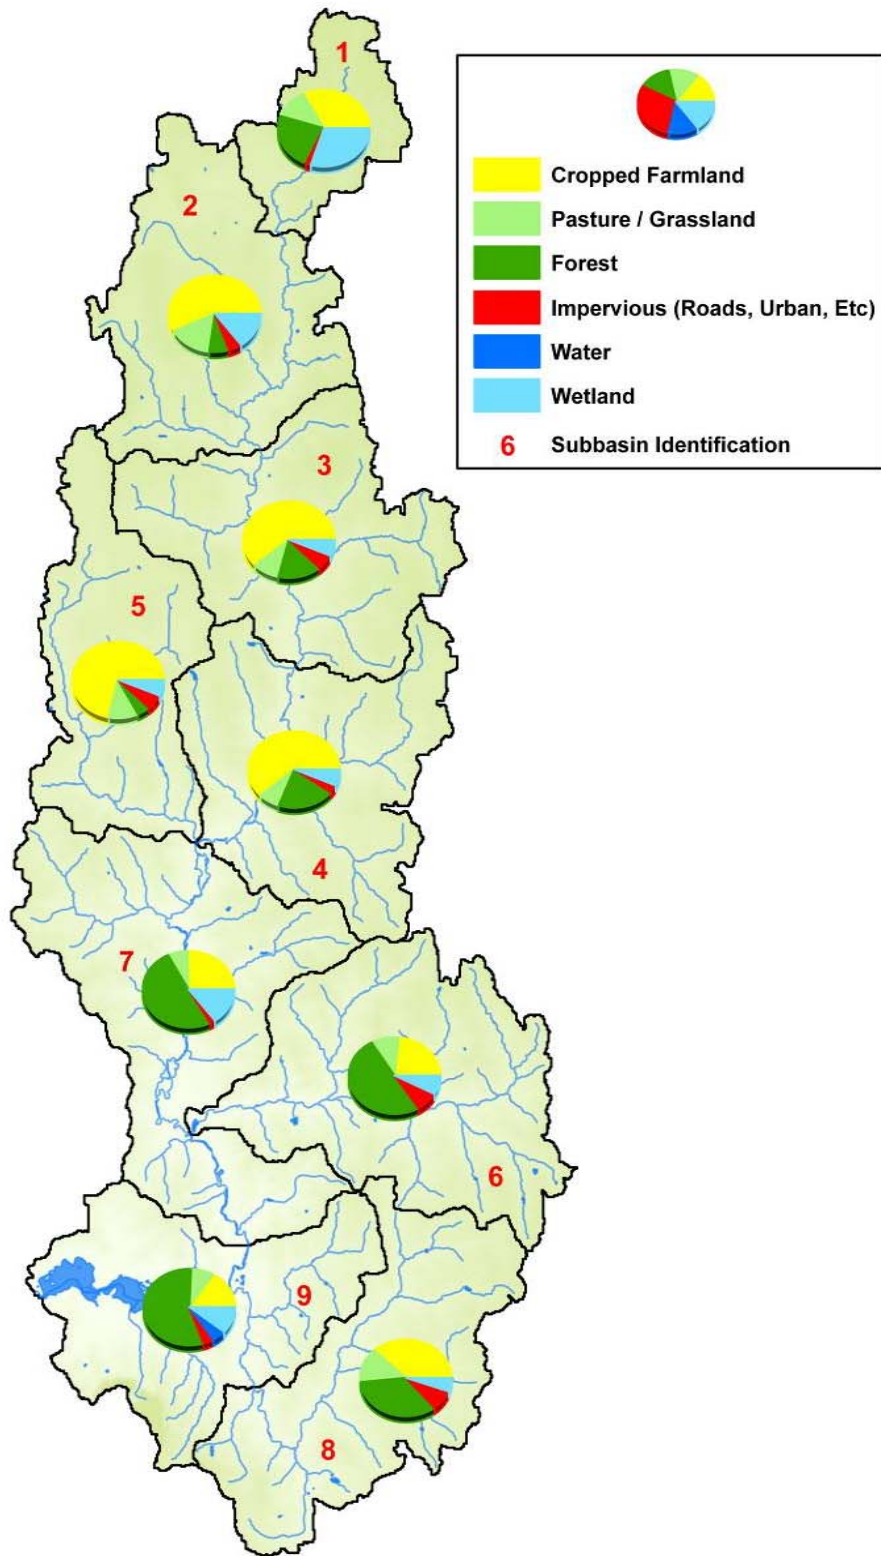 1
2
3
5
4
7
6
9
8
Cropped Farmland
Pasture / Grassland
Forest
Impervious (Roads, Urban, Etc)
Water
Wetland
6 Subbasin Identification